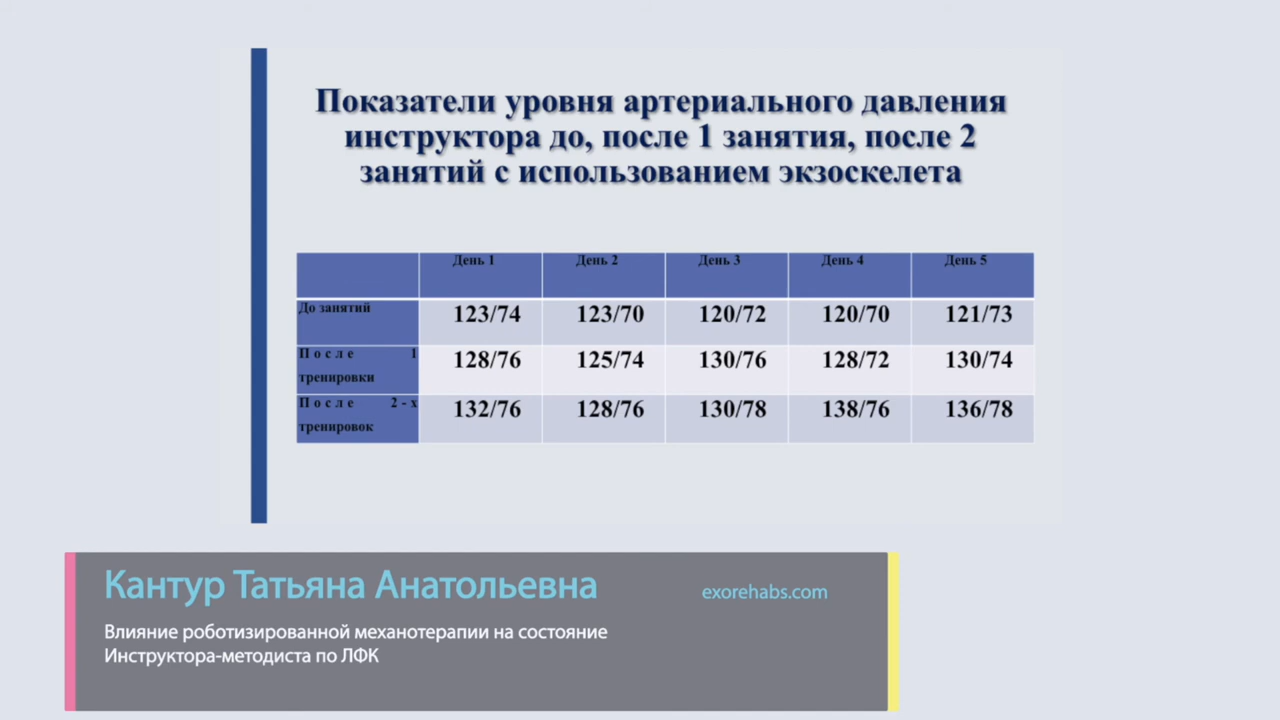 Показатели уровня артериального давления
инструктора до, после 1 занятия, после 2
занятий с использованием экзоскелета
День 1 День 2 День 3 День 4 День 5
До занятий 123/74 123/70 120/72 120/70 121/73
После 1
тренировки 128/76 125/74 130/76 128/72 130/74
После 2-х
тренировок 132/76 128/76 130/78 138/76 136/78
Кантур Татьяна Анатольевна exorehabs.com
Влияние роботизированной механотерапии на состояние
Инструктора-методиста по ЛФК